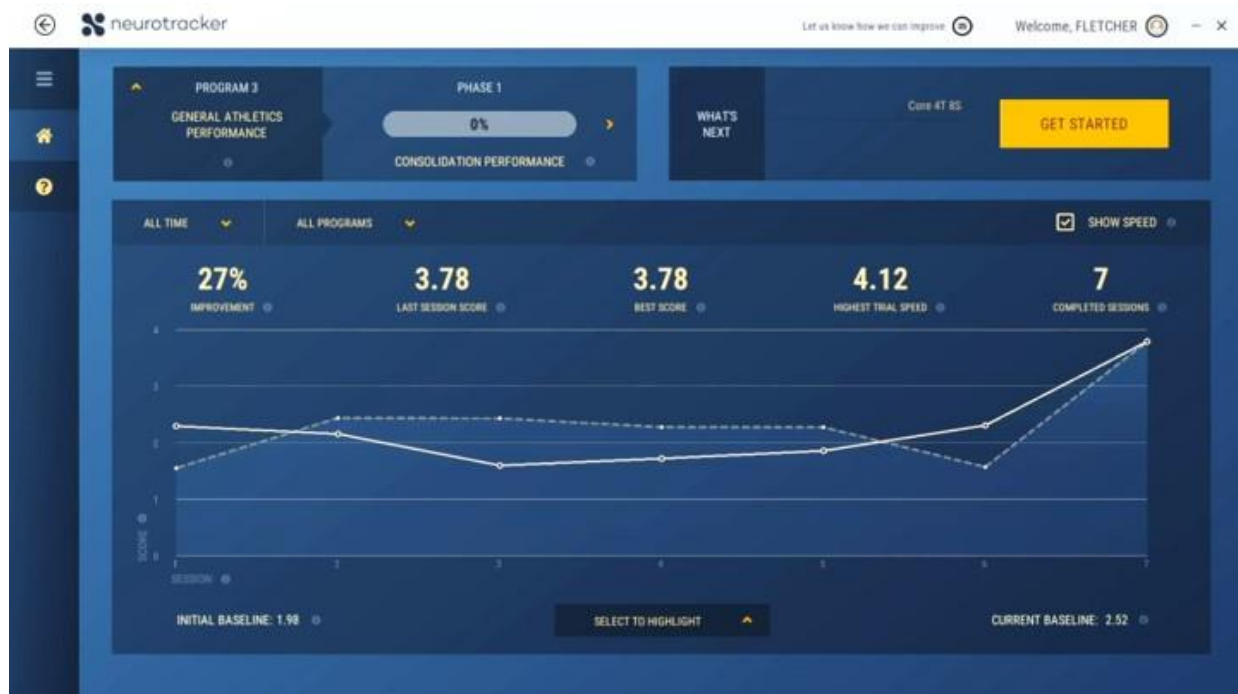 neurotracker
Let us know how we can improve
Welcome, FLETCHER
PROGRAM 3
GENERAL ATHLETICS
PERFORMANCE
PHASE 1
0%
CONSOLIDATION PERFORMANCE
WHAT'S
NEXT
Core 4T 8S
GET STARTED
ALL TIME
ALL PROGRAMS
SHOW SPEED
27%
IMPROVEMENT
3.78
LAST SESSION SCORE
3.78
BEST SCORE
4.12
HIGHEST TRIAL SPEED
7
COMPLETED SESSIONS
4
3
2
1
0
SCORE
1 2 3 4 5 6 7
SESSION
INITIAL BASELINE: 1.98
SELECT TO HIGHLIGHT
CURRENT BASELINE: 2.52